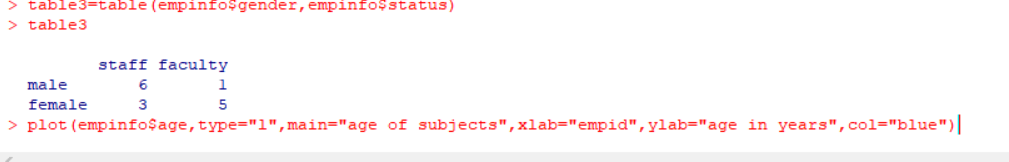 > table3=table(empinfo$gender,empinfo$status)
> table3
staff faculty
male 6 1
female 3 5
> plot(empinfo$age,type="l",main="age of subjects",xlab="empid",ylab="age in years",col="blue")